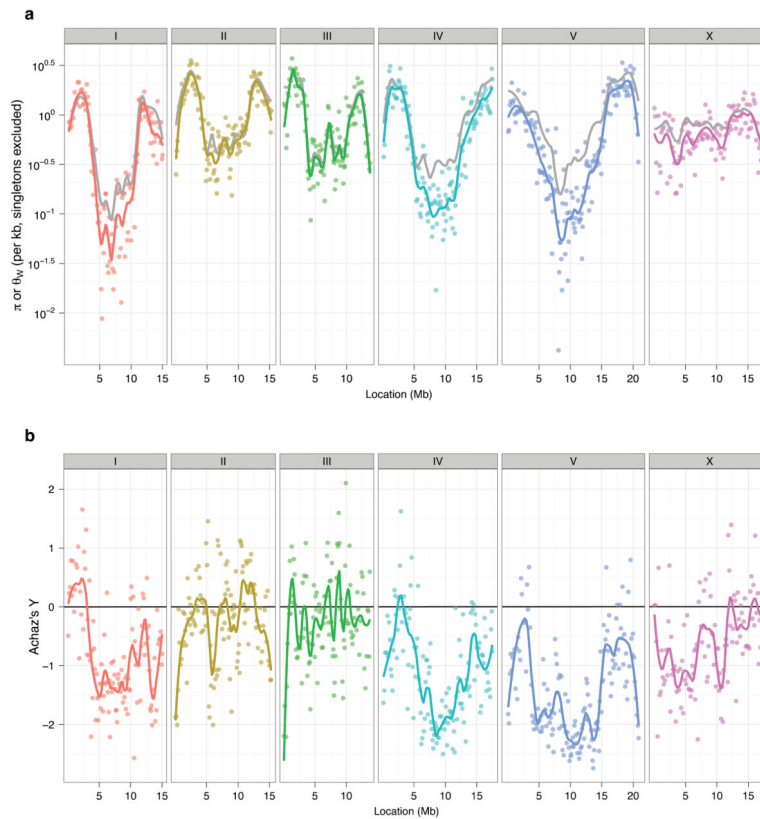 a
I II III IV V X
10^0.5
10^0
10^−0.5
10^−1
10^−1.5
10^−2
π or θ_W (per kb, singletons excluded)
5 10 15 5 10 15 5 10 5 10 15 5 10 15 20 5 10 15
Location (Mb)
b
I II III IV V X
2
1
0
−1
−2
Achaz's Y
5 10 15 5 10 15 5 10 5 10 15 5 10 15 20 5 10 15
Location (Mb)